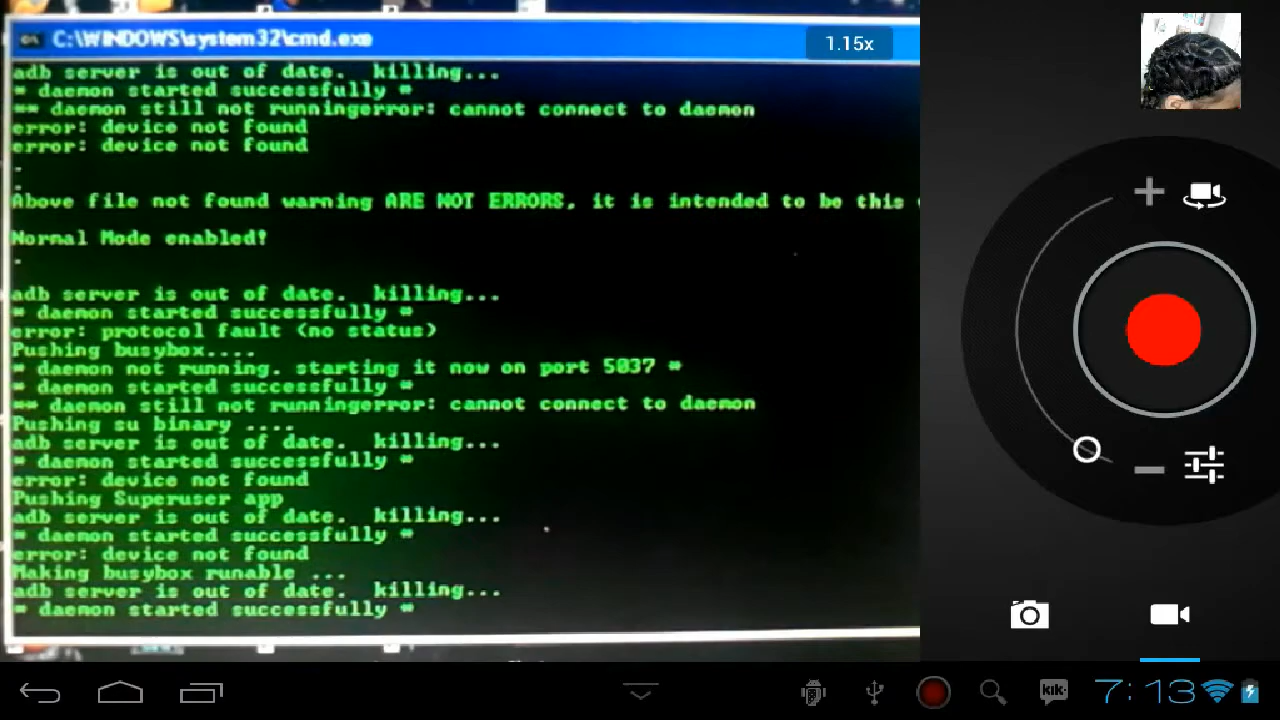 C:\WINDOWS\system32\cmd.exe
1.15x
adb server is out of date.  killing...
* daemon started successfully *
** daemon still not runningerror: cannot connect to daemon
error: device not found
error: device not found
.
.
Above file not found warning ARE NOT ERRORS, it is intended to be this
Normal Mode enabled!
.
adb server is out of date.  killing...
* daemon started successfully *
error: protocol fault (no status)
Pushing busybox....
* daemon not running. starting it now on port 5037 *
* daemon started successfully *
** daemon still not runningerror: cannot connect to daemon
Pushing su binary ....
adb server is out of date.  killing...
* daemon started successfully *
error: device not found
Pushing Superuser app
adb server is out of date.  killing...
* daemon started successfully *
error: device not found
Making busybox runable ...
adb server is out of date.  killing...
* daemon started successfully *
kik·
7:13